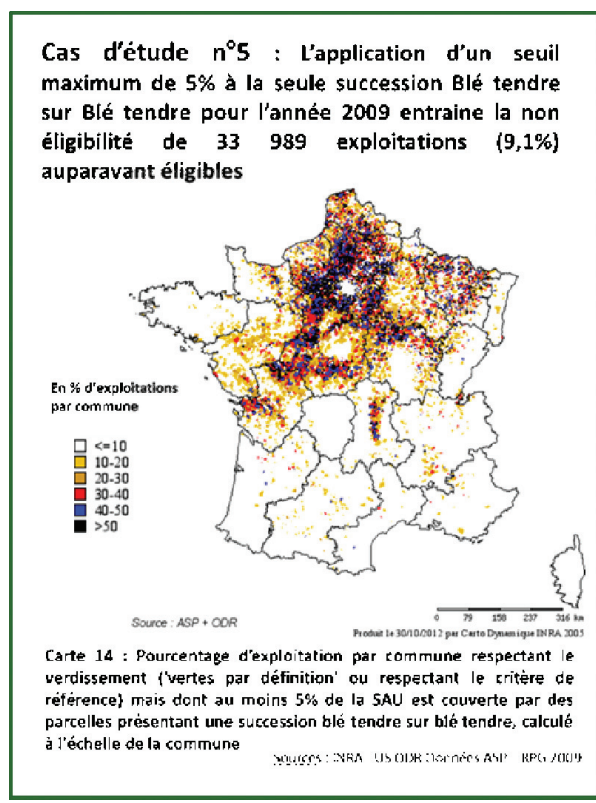 Cas d'étude n°5 : L'application d'un seuil
maximum de 5% à la seule succession Blé tendre
sur Blé tendre pour l'année 2009 entraine la non
éligibilité de 33 989 exploitations (9,1%)
auparavant éligibles
En % d'exploitations
par commune
<=10
10-20
20-30
30-40
40-50
>50
0 79 158 237 316 km
Source : ASP + ODR
Produit le 30/10/2012 par Carto Dynamique INRA 2005
Carte 14 : Pourcentage d'exploitation par commune respectant le
verdissement ('vertes par définition' ou respectant le critère de
référence) mais dont au moins 5% de la SAU est couverte par des
parcelles présentant une succession blé tendre sur blé tendre, calculé
à l'échelle de la commune
Sources : INRA US ODR Données ASP RPG 2009